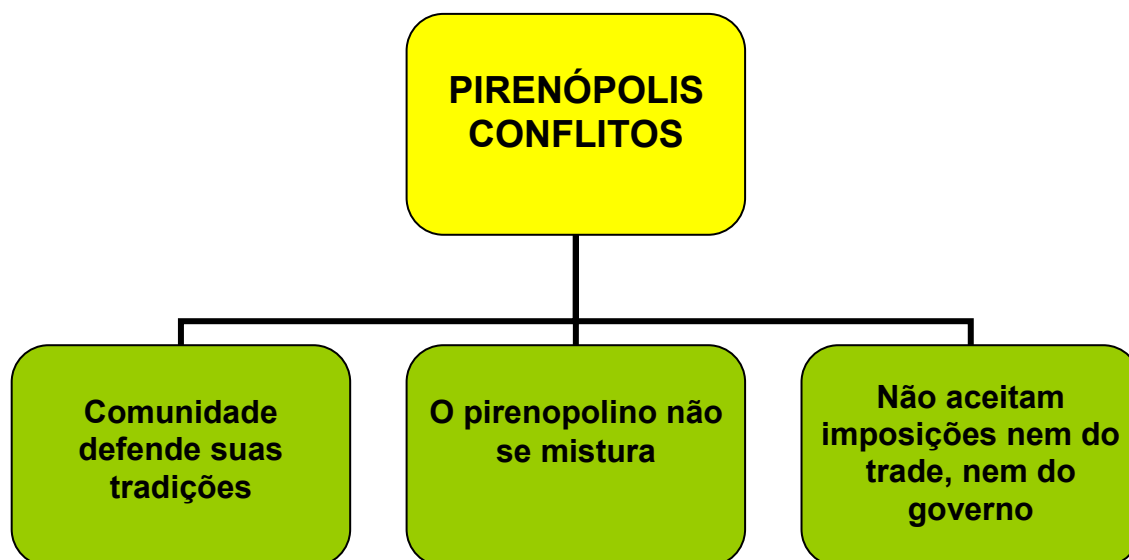 PIRENÓPOLIS
CONFLITOS
Comunidade
defende suas
tradições
O pirenopolino não
se mistura
Não aceitam
imposições nem do
trade, nem do
governo